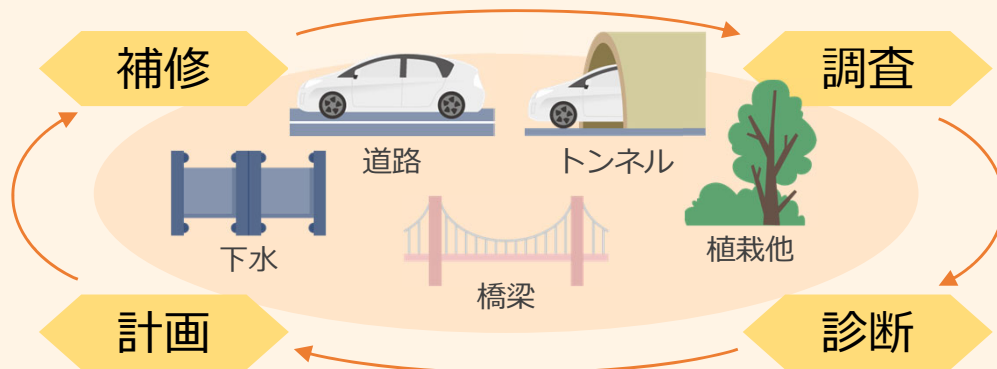 補修
調査
道路
トンネル
下水
植栽他
橋梁
計画
診断